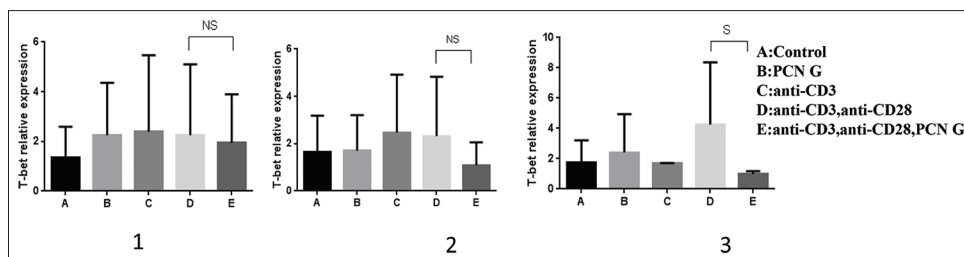 NS
T-bet relative expression
6
4
2
0
A B C D E
1
NS
T-bet relative expression
6
4
2
0
A B C D E
2
S
T-bet relative expression
10
8
6
4
2
0
A B C D E
3
A:Control
B:PCN G
C:anti-CD3
D:anti-CD3,anti-CD28
E:anti-CD3,anti-CD28,PCN G